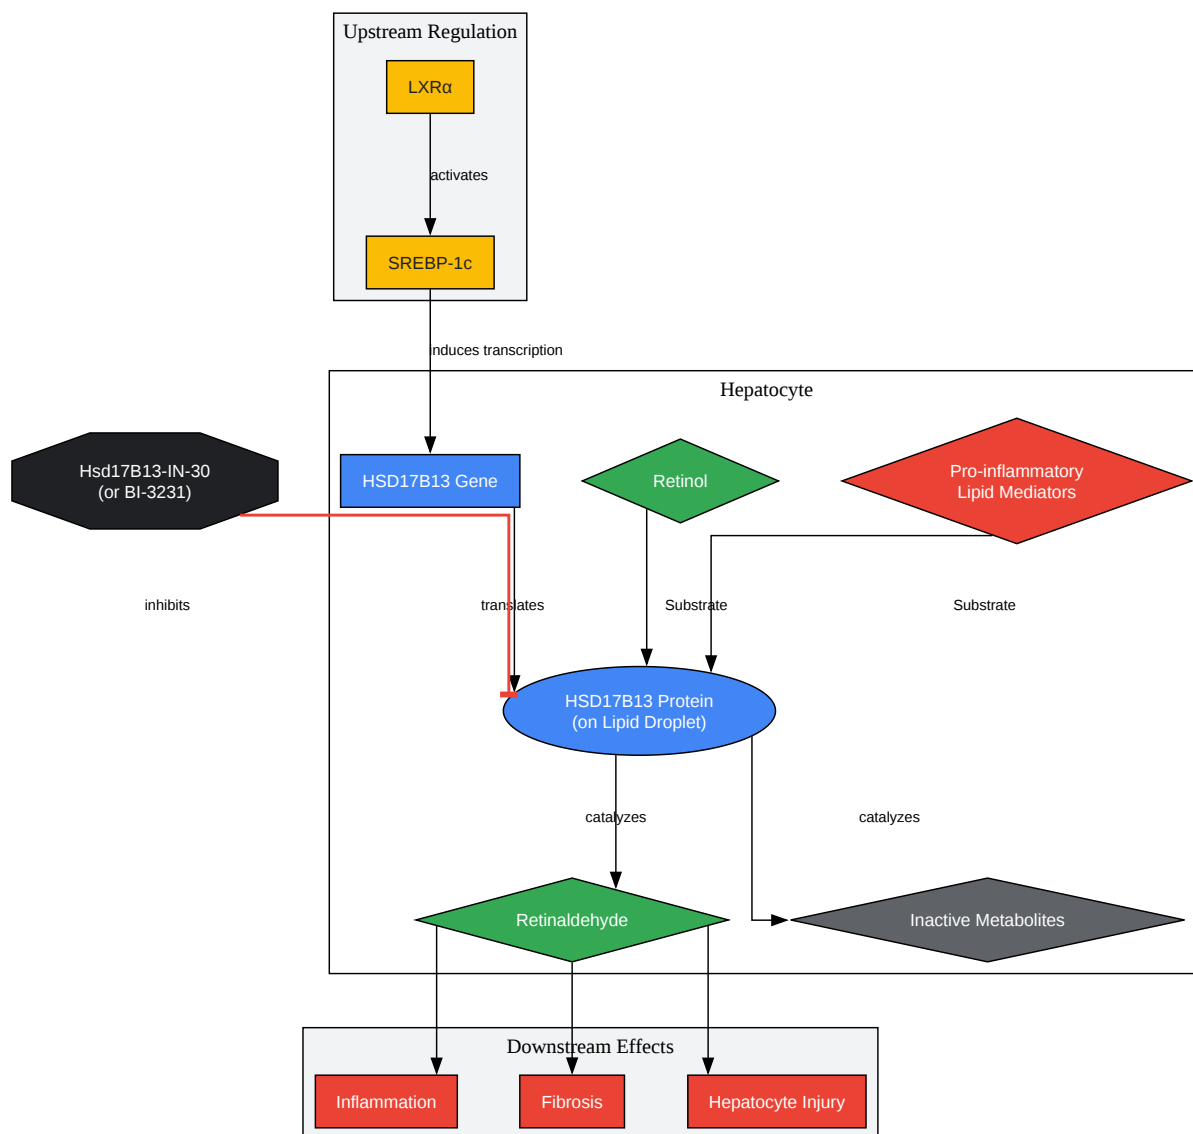 Upstream Regulation
LXRα
activates
SREBP-1c
induces transcription
Hepatocyte
Hsd17B13-IN-30
(or BI-3231)
HSD17B13 Gene
Retinol
Pro-inflammatory
Lipid Mediators
inhibits
translates
Substrate
Substrate
HSD17B13 Protein
(on Lipid Droplet)
catalyzes
catalyzes
Retinaldehyde
Inactive Metabolites
Downstream Effects
Inflammation
Fibrosis
Hepatocyte Injury